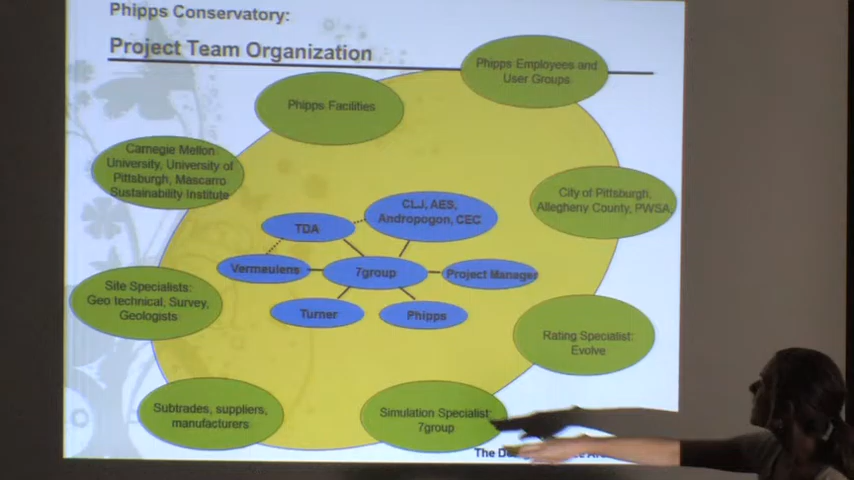 Phipps Conservatory:
Project Team Organization
Phipps Employees and
User Groups
Phipps Facilities
Carnegie Mellon
University, University of
Pittsburgh, Mascarro
Sustainability Institute
City of Pittsburgh,
Allegheny County, PWSA,
CLJ, AES,
Andropogon, CEC
TDA
Vermeulens
7group
Project Manager
Turner
Phipps
Site Specialists:
Geo technical, Survey,
Geologists
Rating Specialist:
Evolve
Subtrades, suppliers,
manufacturers
Simulation Specialist:
7group
The